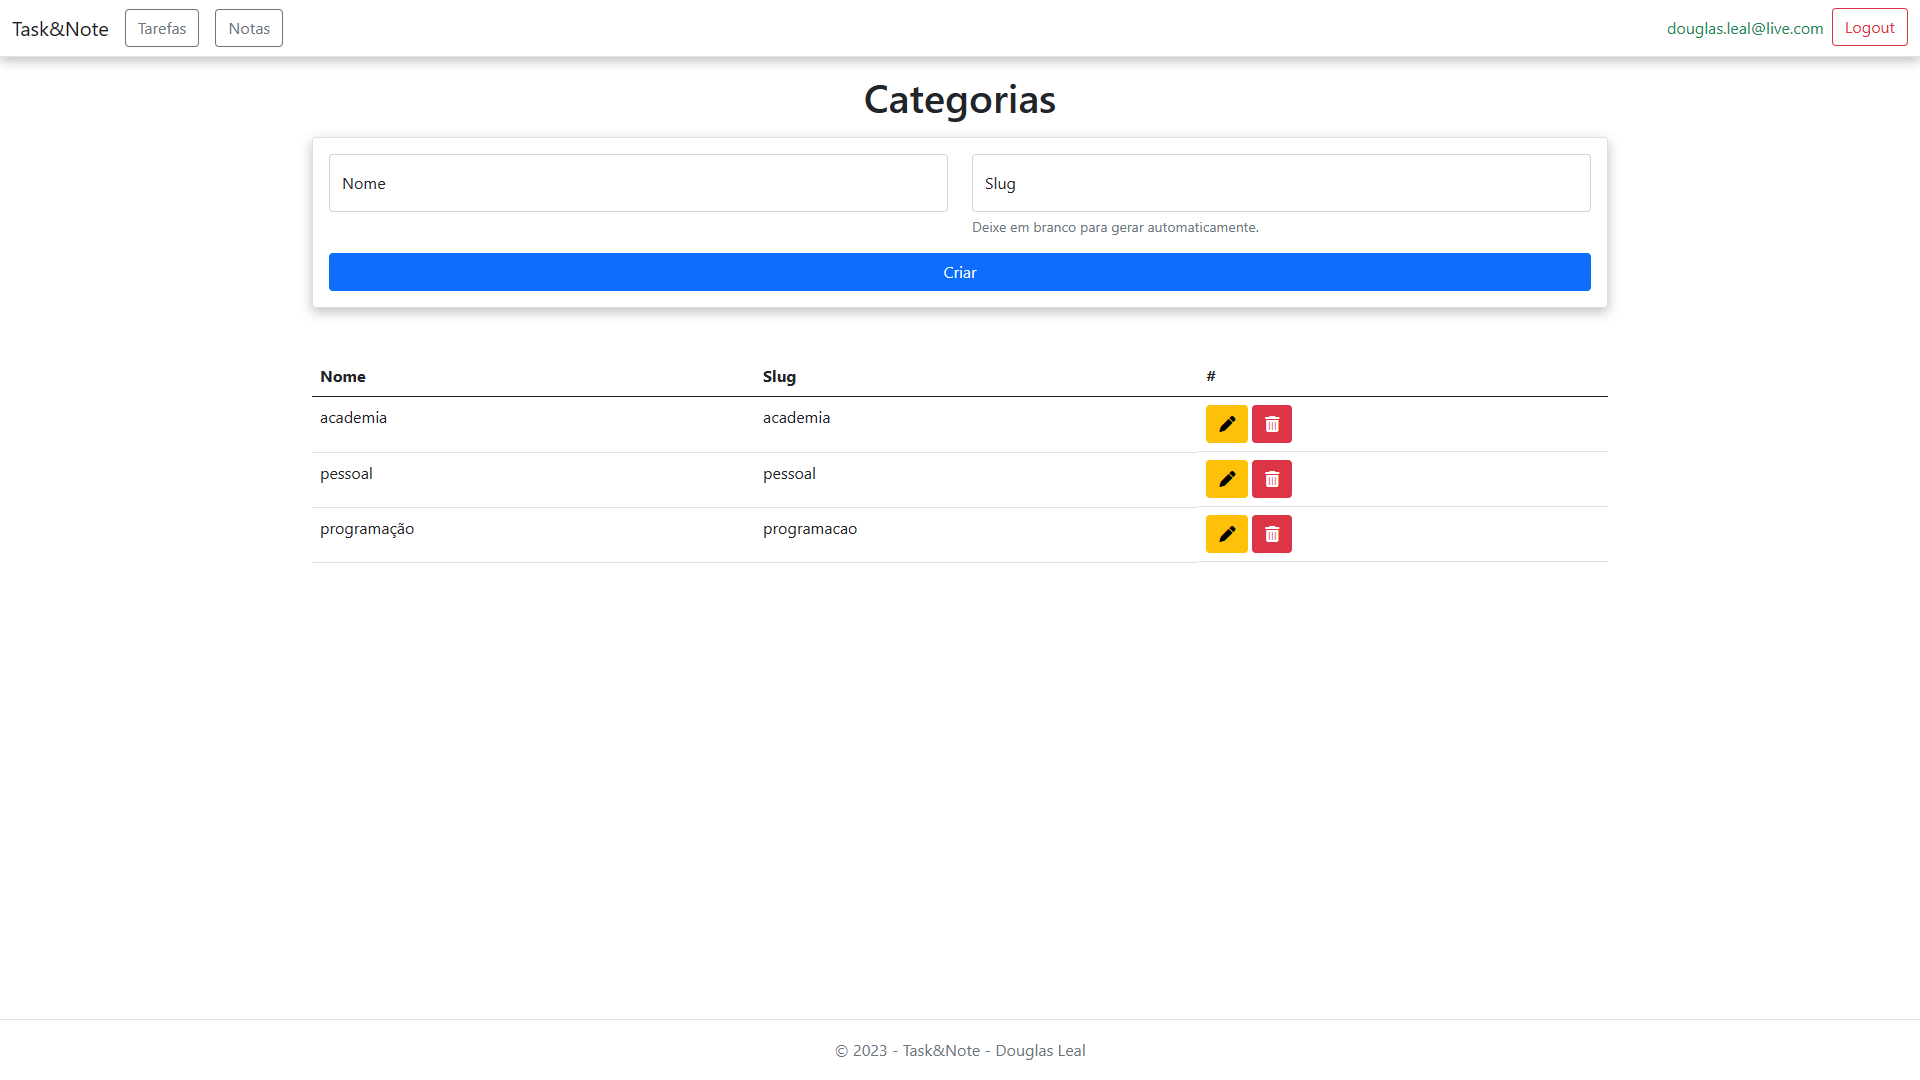 Task&Note Tarefas Notas douglas.leal@live.com Logout
Categorias
Nome Slug
Deixe em branco para gerar automaticamente.
Criar
Nome Slug #
academia academia
pessoal pessoal
programação programacao
© 2023 - Task&Note - Douglas Leal